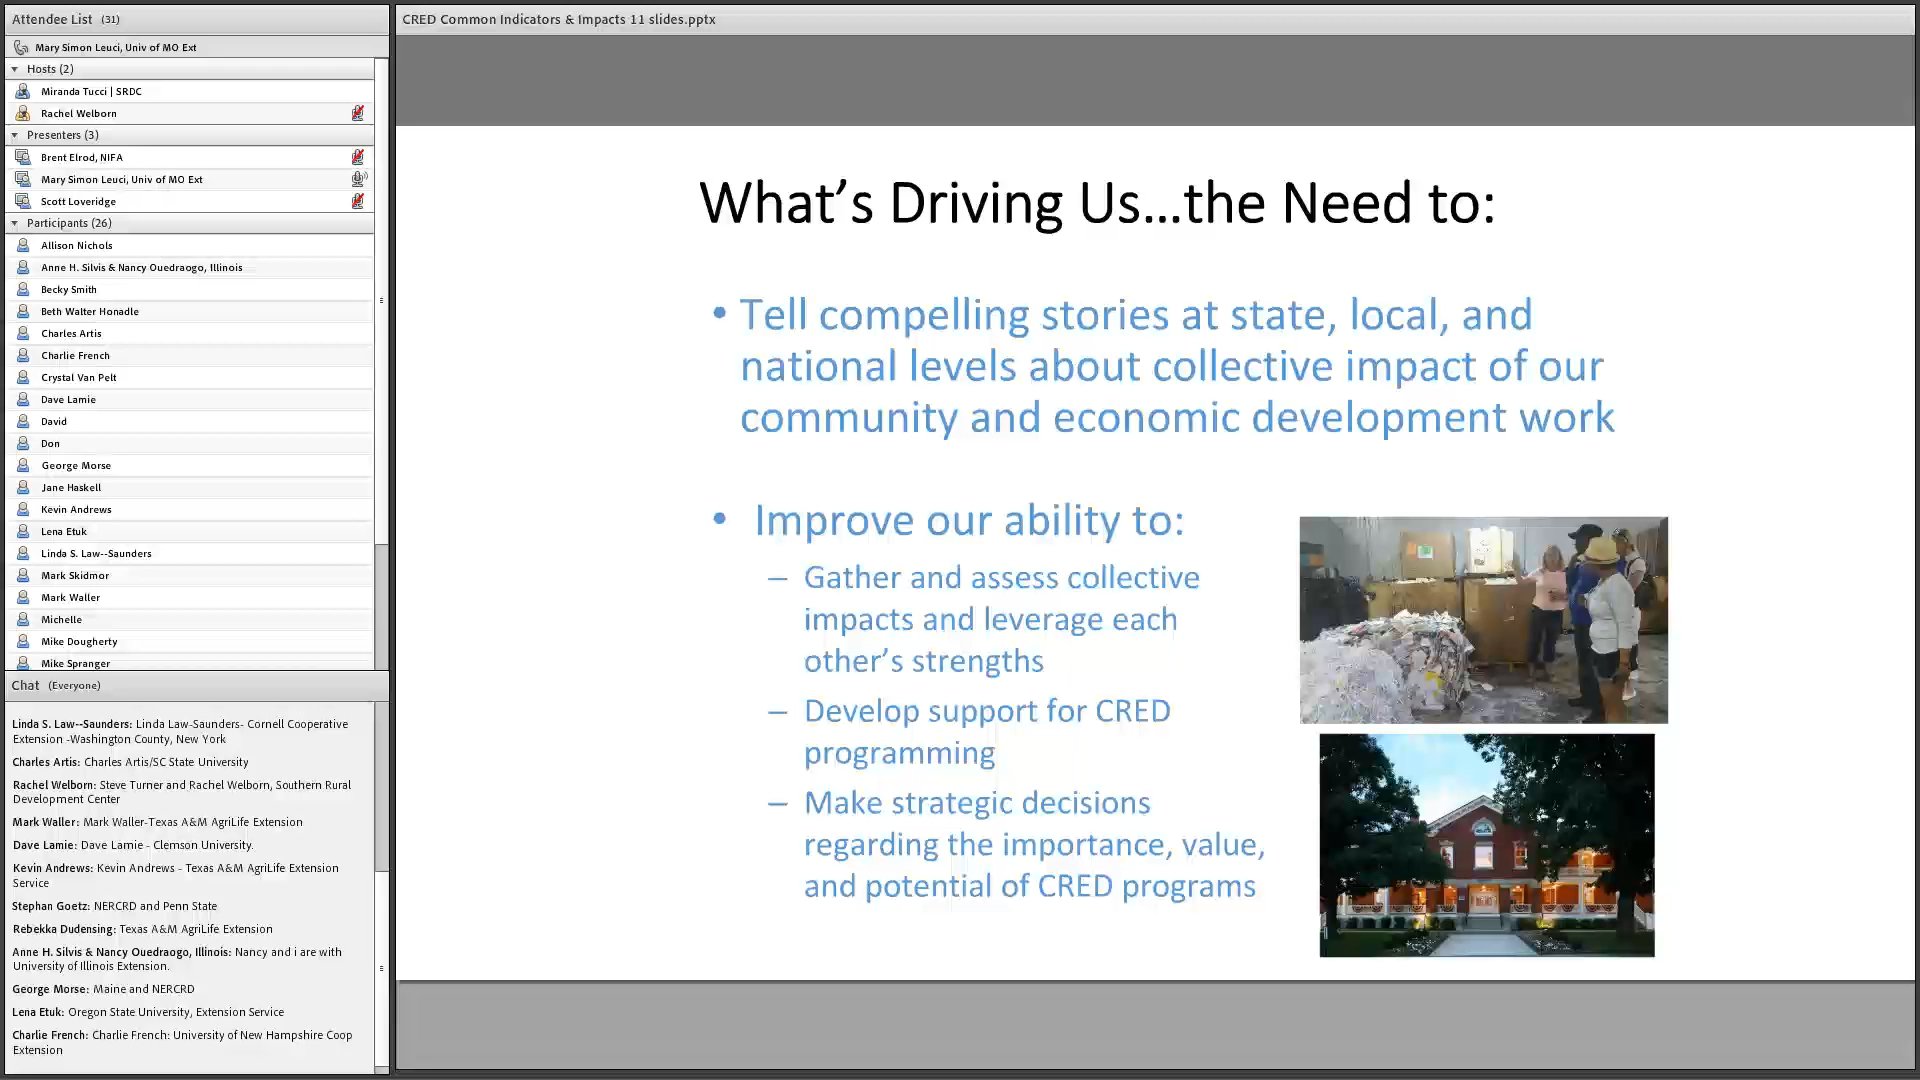 Attendee List (31)
Mary Simon Leuci, Univ of MO Ext
Hosts (2)
Miranda Tucci | SRDC
Rachel Welborn
Presenters (3)
Brent Elrod, NIFA
Mary Simon Leuci, Univ of MO Ext
Scott Loveridge
Participants (26)
Allison Nichols
Anne H. Silvis & Nancy Ouedraogo, Illinois
Becky Smith
Beth Walter Honadle
Charles Artis
Charlie French
Crystal Van Pelt
Dave Lamie
David
Don
George Morse
Jane Haskell
Kevin Andrews
Lena Etuk
Linda S. Law--Saunders
Mark Skidmor
Mark Waller
Michelle
Mike Dougherty
Mike Spranger
Chat (Everyone)
Linda S. Law--Saunders: Linda Law-Saunders- Cornell Cooperative
Extension -Washington County, New York
Charles Artis: Charles Artis/SC State University
Rachel Welborn: Steve Turner and Rachel Welborn, Southern Rural
Development Center
Mark Waller: Mark Waller-Texas A&M AgriLife Extension
Dave Lamie: Dave Lamie - Clemson University.
Kevin Andrews: Kevin Andrews - Texas A&M AgriLife Extension
Service
Stephan Goetz: NERCRD and Penn State
Rebekka Dudensing: Texas A&M AgriLife Extension
Anne H. Silvis & Nancy Ouedraogo, Illinois: Nancy and i are with
University of Illinois Extension.
George Morse: Maine and NERCRD
Lena Etuk: Oregon State University, Extension Service
Charlie French: Charlie French: University of New Hampshire Coop
Extension
CRED Common Indicators & Impacts 11 slides.pptx
What's Driving Us...the Need to:
• Tell compelling stories at state, local, and
national levels about collective impact of our
community and economic development work
• Improve our ability to:
– Gather and assess collective
impacts and leverage each
other's strengths
– Develop support for CRED
programming
– Make strategic decisions
regarding the importance, value,
and potential of CRED programs